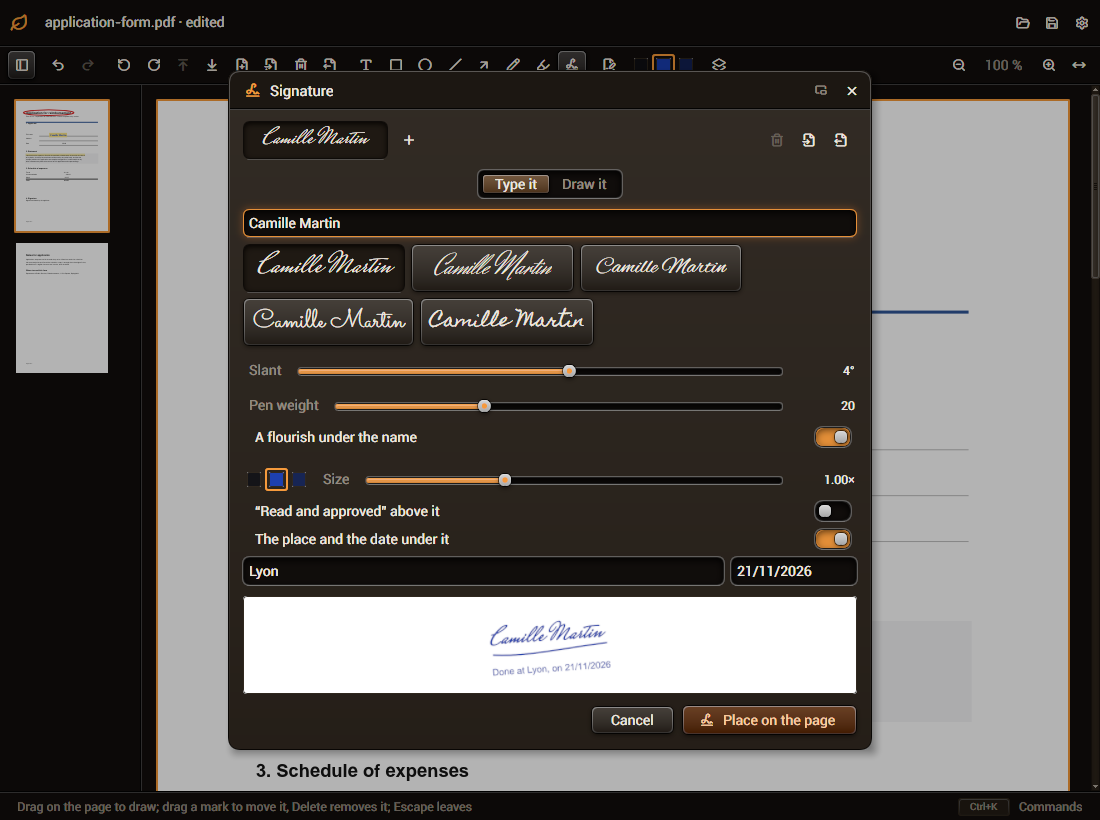 application-form.pdf · edited
100 %
Signature
Camille Martin
Type it
Draw it
Camille Martin
Camille Martin
Camille Martin
Camille Martin
Camille Martin
Camille Martin
Slant
4°
Pen weight
20
A flourish under the name
Size
1.00×
“Read and approved” above it
The place and the date under it
Lyon
21/11/2026
Camille Martin
Done at Lyon, on 21/11/2026
Cancel
Place on the page
3. Schedule of expenses
Drag on the page to draw; drag a mark to move it, Delete removes it; Escape leaves
Ctrl+K
Commands